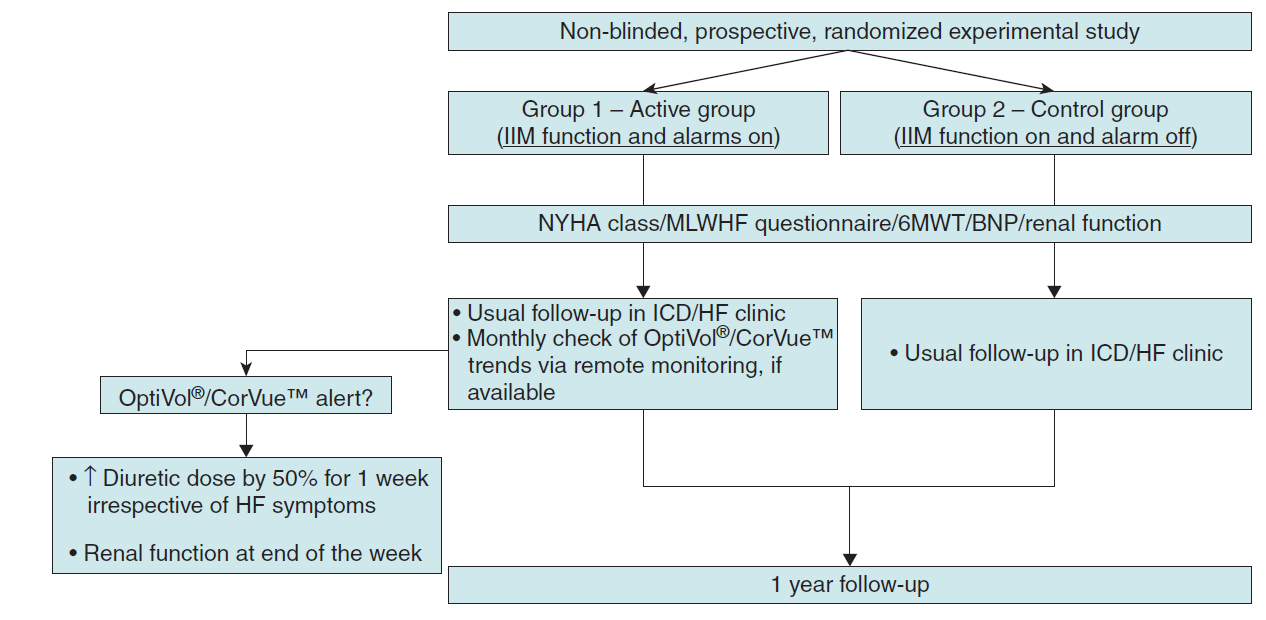 Non-blinded, prospective, randomized experimental study
Group 1 – Active group
(IIM function and alarms on)
Group 2 – Control group
(IIM function on and alarm off)
NYHA class/MLWHF questionnaire/6MWT/BNP/renal function
• Usual follow-up in ICD/HF clinic
• Monthly check of OptiVol®/CorVue™
trends via remote monitoring, if
available
• Usual follow-up in ICD/HF clinic
OptiVol®/CorVue™ alert?
• ↑ Diuretic dose by 50% for 1 week
irrespective of HF symptoms
• Renal function at end of the week
1 year follow-up